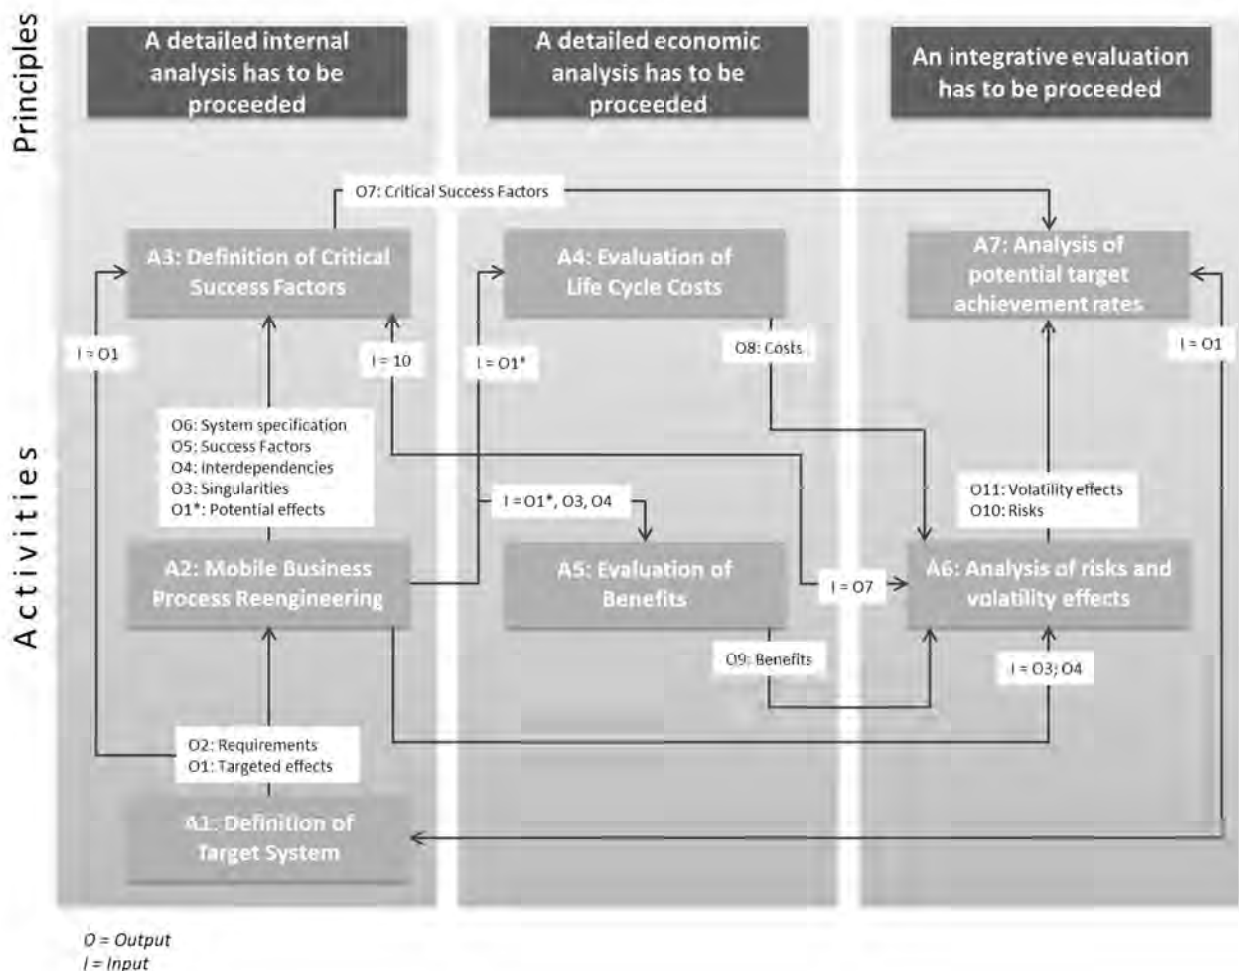 Principles
A detailed internal
analysis has to be
proceeded
A detailed economic
analysis has to be
proceeded
An integrative evaluation
has to be proceeded
Activities
O7: Critical Success Factors
A3: Definition of Critical
Success Factors
A4: Evaluation of
Life Cycle Costs
A7: Analysis of
potential target
achievement rates
I = O1
I = 10
I = O1*
O8: Costs
I = O1
O6: System specification
O5: Success Factors
O4: Interdependencies
O3: Singularities
O1*: Potential effects
I =O1*, O3, O4
O11: Volatility effects
O10: Risks
A2: Mobile Business
Process Reengineering
A5: Evaluation of
Benefits
I = O7
A6: Analysis of risks and
volatility effects
O9: Benefits
I = O3; O4
O2: Requirements
O1: Targeted effects
A1: Definition of
Target System
O = Output
I = Input